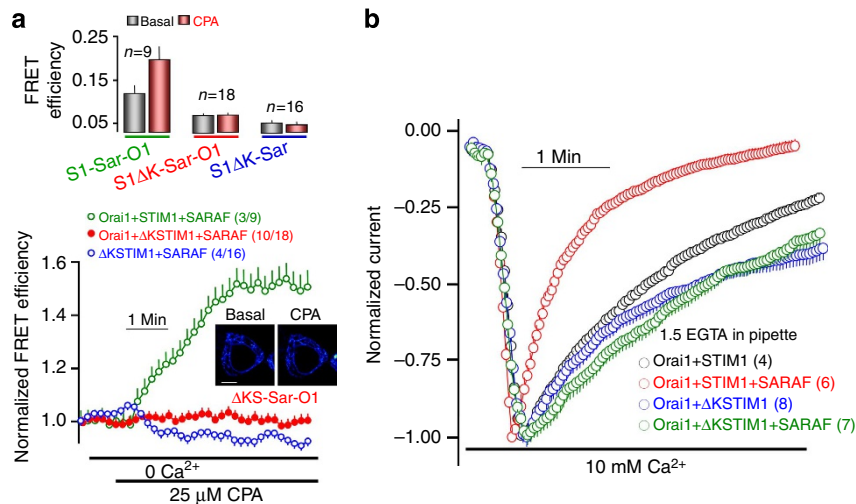 a
Basal CPA
0.25
0.15
0.05
FRET
efficiency
n=9
n=18
n=16
S1-Sar-O1
S1ΔK-Sar-O1
S1ΔK-Sar
Orai1+STIM1+SARAF (3/9)
Orai1+ΔKSTIM1+SARAF (10/18)
ΔKSTIM1+SARAF (4/16)
1.6
1.4
1.2
1.0
Normalized FRET efficiency
1 Min
Basal CPA
ΔKS-Sar-O1
0 Ca²⁺
25 μM CPA
b
0.00
−0.25
−0.50
−0.75
−1.00
Normalized current
1 Min
1.5 EGTA in pipette
Orai1+STIM1 (4)
Orai1+STIM1+SARAF (6)
Orai1+ΔKSTIM1 (8)
Orai1+ΔKSTIM1+SARAF (7)
10 mM Ca²⁺